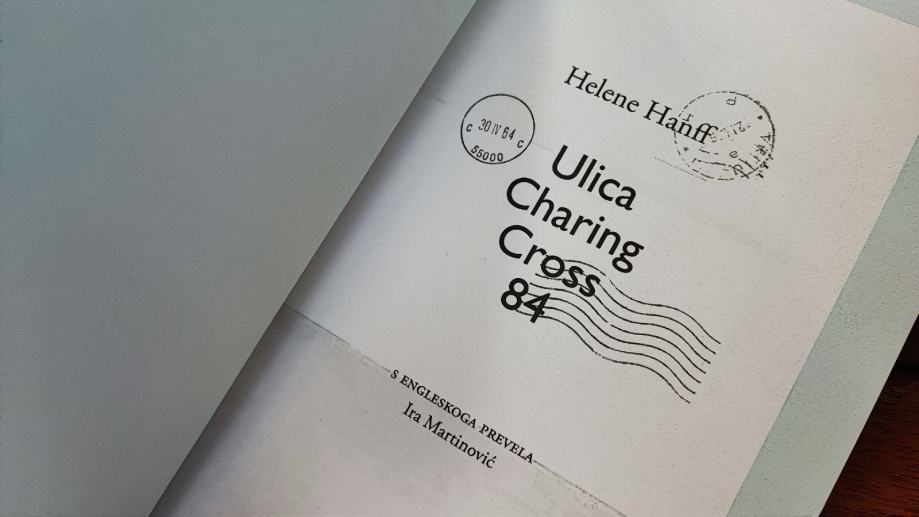 Helene Hanff
C 30 IV 64 C
55000
Ulica
Charing
Cross
84
S ENGLESKOGA PREVELA
Ira Martinović